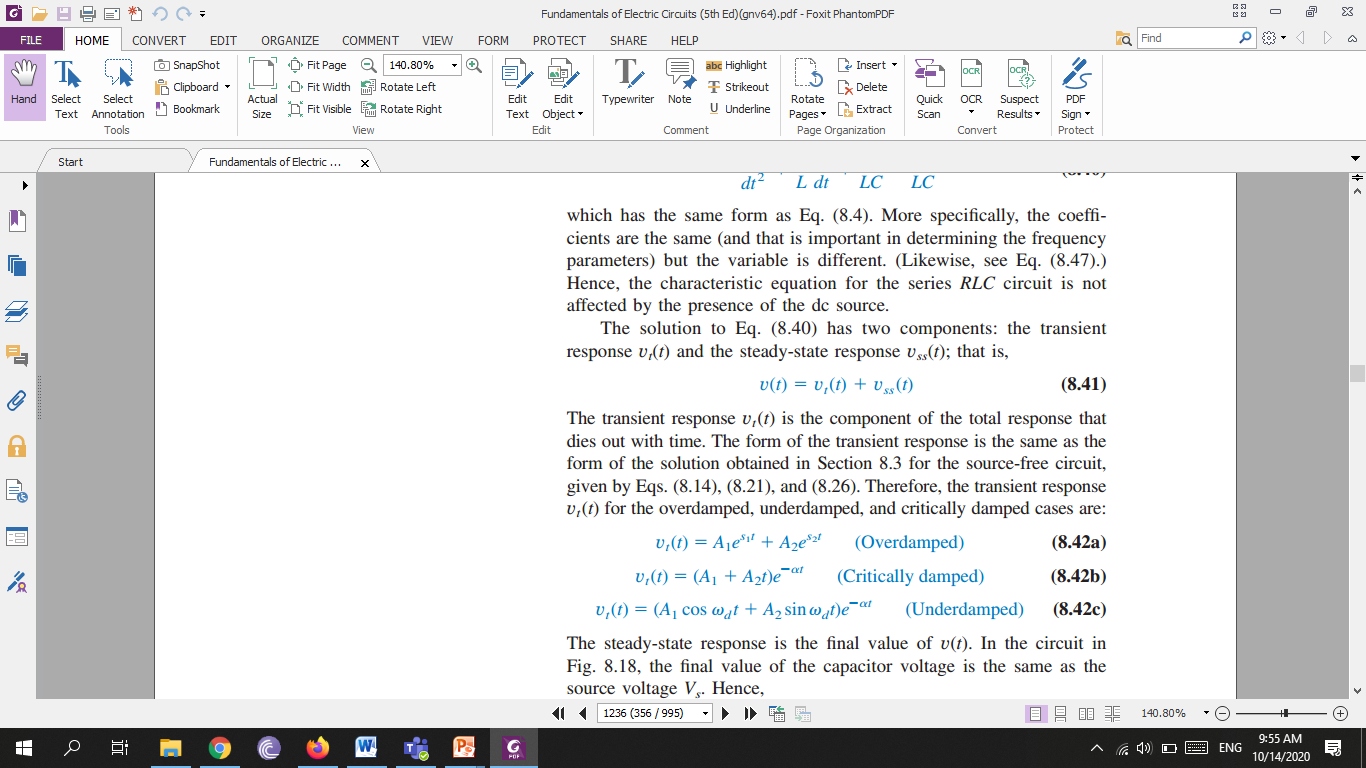 Fundamentals of Electric Circuits (5th Ed)(gnv64).pdf - Foxit PhantomPDF
FILE HOME CONVERT EDIT ORGANIZE COMMENT VIEW FORM PROTECT SHARE HELP
Find
Hand
Select Text
Select Annotation
SnapShot
Clipboard
Bookmark
Tools
Actual Size
Fit Page
Fit Width
Fit Visible
140.80%
Rotate Left
Rotate Right
View
Edit Text
Edit Object
Edit
Typewriter
Note
abc Highlight
Strikeout
U Underline
Comment
Rotate Pages
Insert
Delete
Extract
Page Organization
Quick Scan
OCR
OCR
OCR
Suspect Results
Convert
PDF Sign
Protect
Start
Fundamentals of Electric ...
dt² L dt LC LC
which has the same form as Eq. (8.4). More specifically, the coeffi-
cients are the same (and that is important in determining the frequency
parameters) but the variable is different. (Likewise, see Eq. (8.47).)
Hence, the characteristic equation for the series RLC circuit is not
affected by the presence of the dc source.
The solution to Eq. (8.40) has two components: the transient
response v_t(t) and the steady-state response v_ss(t); that is,
v(t) = v_t(t) + v_ss(t) (8.41)
The transient response v_t(t) is the component of the total response that
dies out with time. The form of the transient response is the same as the
form of the solution obtained in Section 8.3 for the source-free circuit,
given by Eqs. (8.14), (8.21), and (8.26). Therefore, the transient response
v_t(t) for the overdamped, underdamped, and critically damped cases are:
v_t(t) = A₁e^{s₁t} + A₂e^{s₂t} (Overdamped) (8.42a)
v_t(t) = (A₁ + A₂t)e^{−αt} (Critically damped) (8.42b)
v_t(t) = (A₁ cos ω_d t + A₂ sin ω_d t)e^{−αt} (Underdamped) (8.42c)
The steady-state response is the final value of v(t). In the circuit in
Fig. 8.18, the final value of the capacitor voltage is the same as the
source voltage V_s. Hence,
1236 (356 / 995)
140.80%
ENG
9:55 AM
10/14/2020